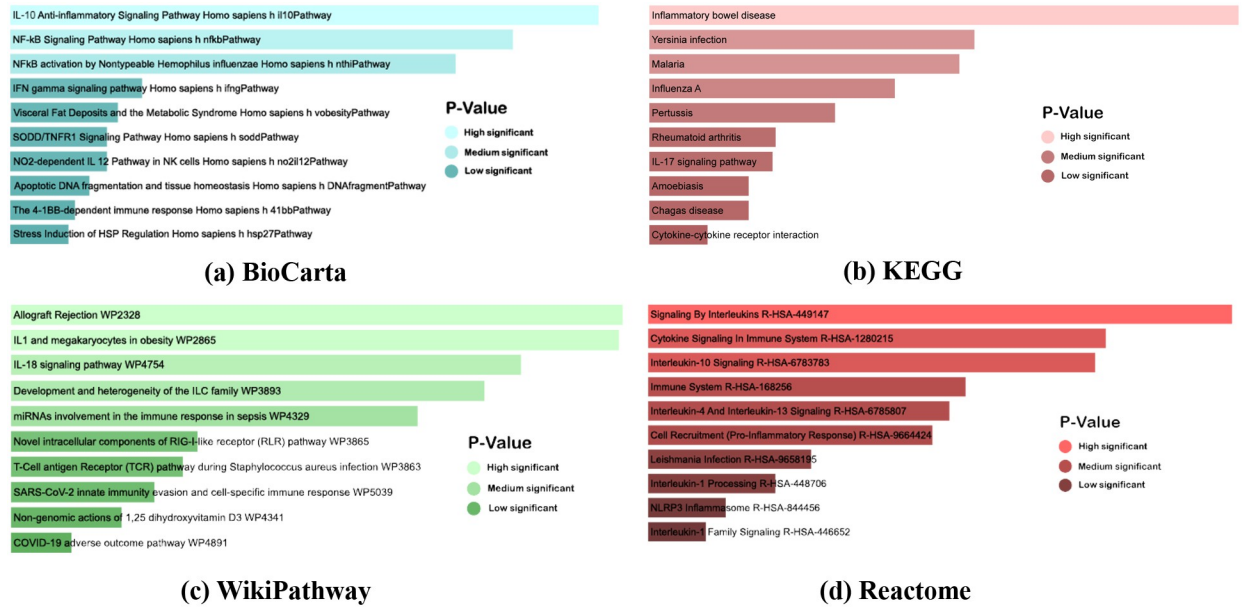 IL-10 Anti-inflammatory Signaling Pathway Homo sapiens h il10Pathway
NF-kB Signaling Pathway Homo sapiens h nfkbPathway
NFkB activation by Nontypeable Hemophilus influenzae Homo sapiens h nthiPathway
IFN gamma signaling pathway Homo sapiens h ifngPathway
Visceral Fat Deposits and the Metabolic Syndrome Homo sapiens h vobesityPathway
SODD/TNFR1 Signaling Pathway Homo sapiens h soddPathway
NO2-dependent IL 12 Pathway in NK cells Homo sapiens h no2il12Pathway
Apoptotic DNA fragmentation and tissue homeostasis Homo sapiens h DNAfragmentPathway
The 4-1BB-dependent immune response Homo sapiens h 41bbPathway
Stress Induction of HSP Regulation Homo sapiens h hsp27Pathway
P-Value
High significant
Medium significant
Low significant
(a) BioCarta
Inflammatory bowel disease
Yersinia infection
Malaria
Influenza A
Pertussis
Rheumatoid arthritis
IL-17 signaling pathway
Amoebiasis
Chagas disease
Cytokine-cytokine receptor interaction
P-Value
High significant
Medium significant
Low significant
(b) KEGG
Allograft Rejection WP2328
IL1 and megakaryocytes in obesity WP2865
IL-18 signaling pathway WP4754
Development and heterogeneity of the ILC family WP3893
miRNAs involvement in the immune response in sepsis WP4329
Novel intracellular components of RIG-I-like receptor (RLR) pathway WP3865
T-Cell antigen Receptor (TCR) pathway during Staphylococcus aureus infection WP3863
SARS-CoV-2 innate immunity evasion and cell-specific immune response WP5039
Non-genomic actions of 1,25 dihydroxyvitamin D3 WP4341
COVID-19 adverse outcome pathway WP4891
P-Value
High significant
Medium significant
Low significant
(c) WikiPathway
Signaling By Interleukins R-HSA-449147
Cytokine Signaling In Immune System R-HSA-1280215
Interleukin-10 Signaling R-HSA-6783783
Immune System R-HSA-168256
Interleukin-4 And Interleukin-13 Signaling R-HSA-6785807
Cell Recruitment (Pro-Inflammatory Response) R-HSA-9664424
Leishmania Infection R-HSA-9658195
Interleukin-1 Processing R-HSA-448706
NLRP3 Inflammasome R-HSA-844456
Interleukin-1 Family Signaling R-HSA-446652
P-Value
High significant
Medium significant
Low significant
(d) Reactome